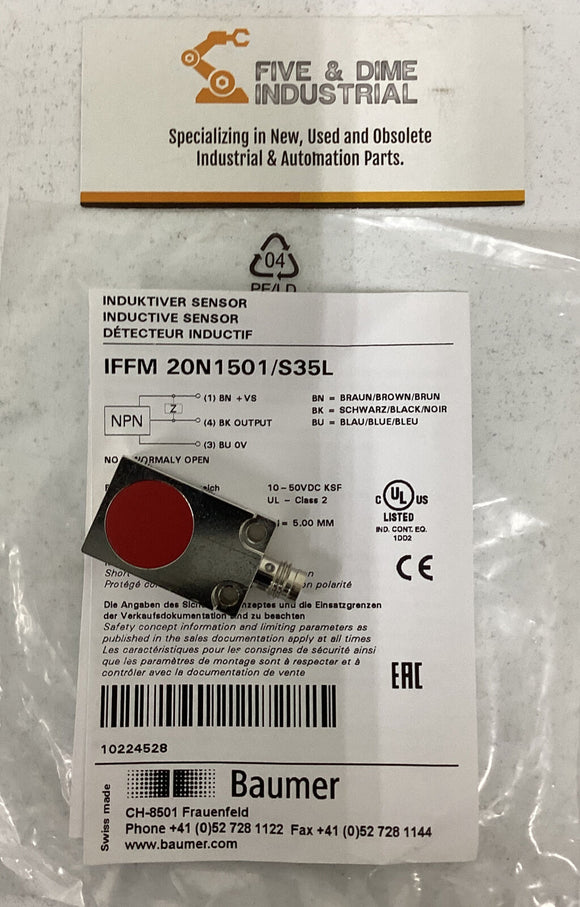 FIVE & DIME
INDUSTRIAL
Specializing in New, Used and Obsolete
Industrial & Automation Parts.
04
PE/LD
INDUKTIVER SENSOR
INDUCTIVE SENSOR
DÉTECTEUR INDUCTIF
IFFM 20N1501/S35L
NPN
Z
(1) BN +VS
(4) BK OUTPUT
(3) BU 0V
BN = BRAUN/BROWN/BRUN
BK = SCHWARZ/BLACK/NOIR
BU = BLAU/BLUE/BLEU
NORMALY OPEN
10-50VDC KSF
UL - Class 2
= 5.00 MM
C UL US
LISTED
IND. CONT. EQ.
1DD2
CE
Short
Protégé polarité
Die Angaben des und die Einsatzgrenzen
der Verkaufsdokumentation sind zu beachten
Safety concept information and limiting parameters as
published in the sales documentation apply at all times
Les caractéristiques pour les consignes de sécurité ainsi
que les paramètres de montage sont à respecter et à
contrôler avec la documentation de vente
EAC
10224528
Swiss made
Baumer
CH-8501 Frauenfeld
Phone +41 (0)52 728 1122 Fax +41 (0)52 728 1144
www.baumer.com